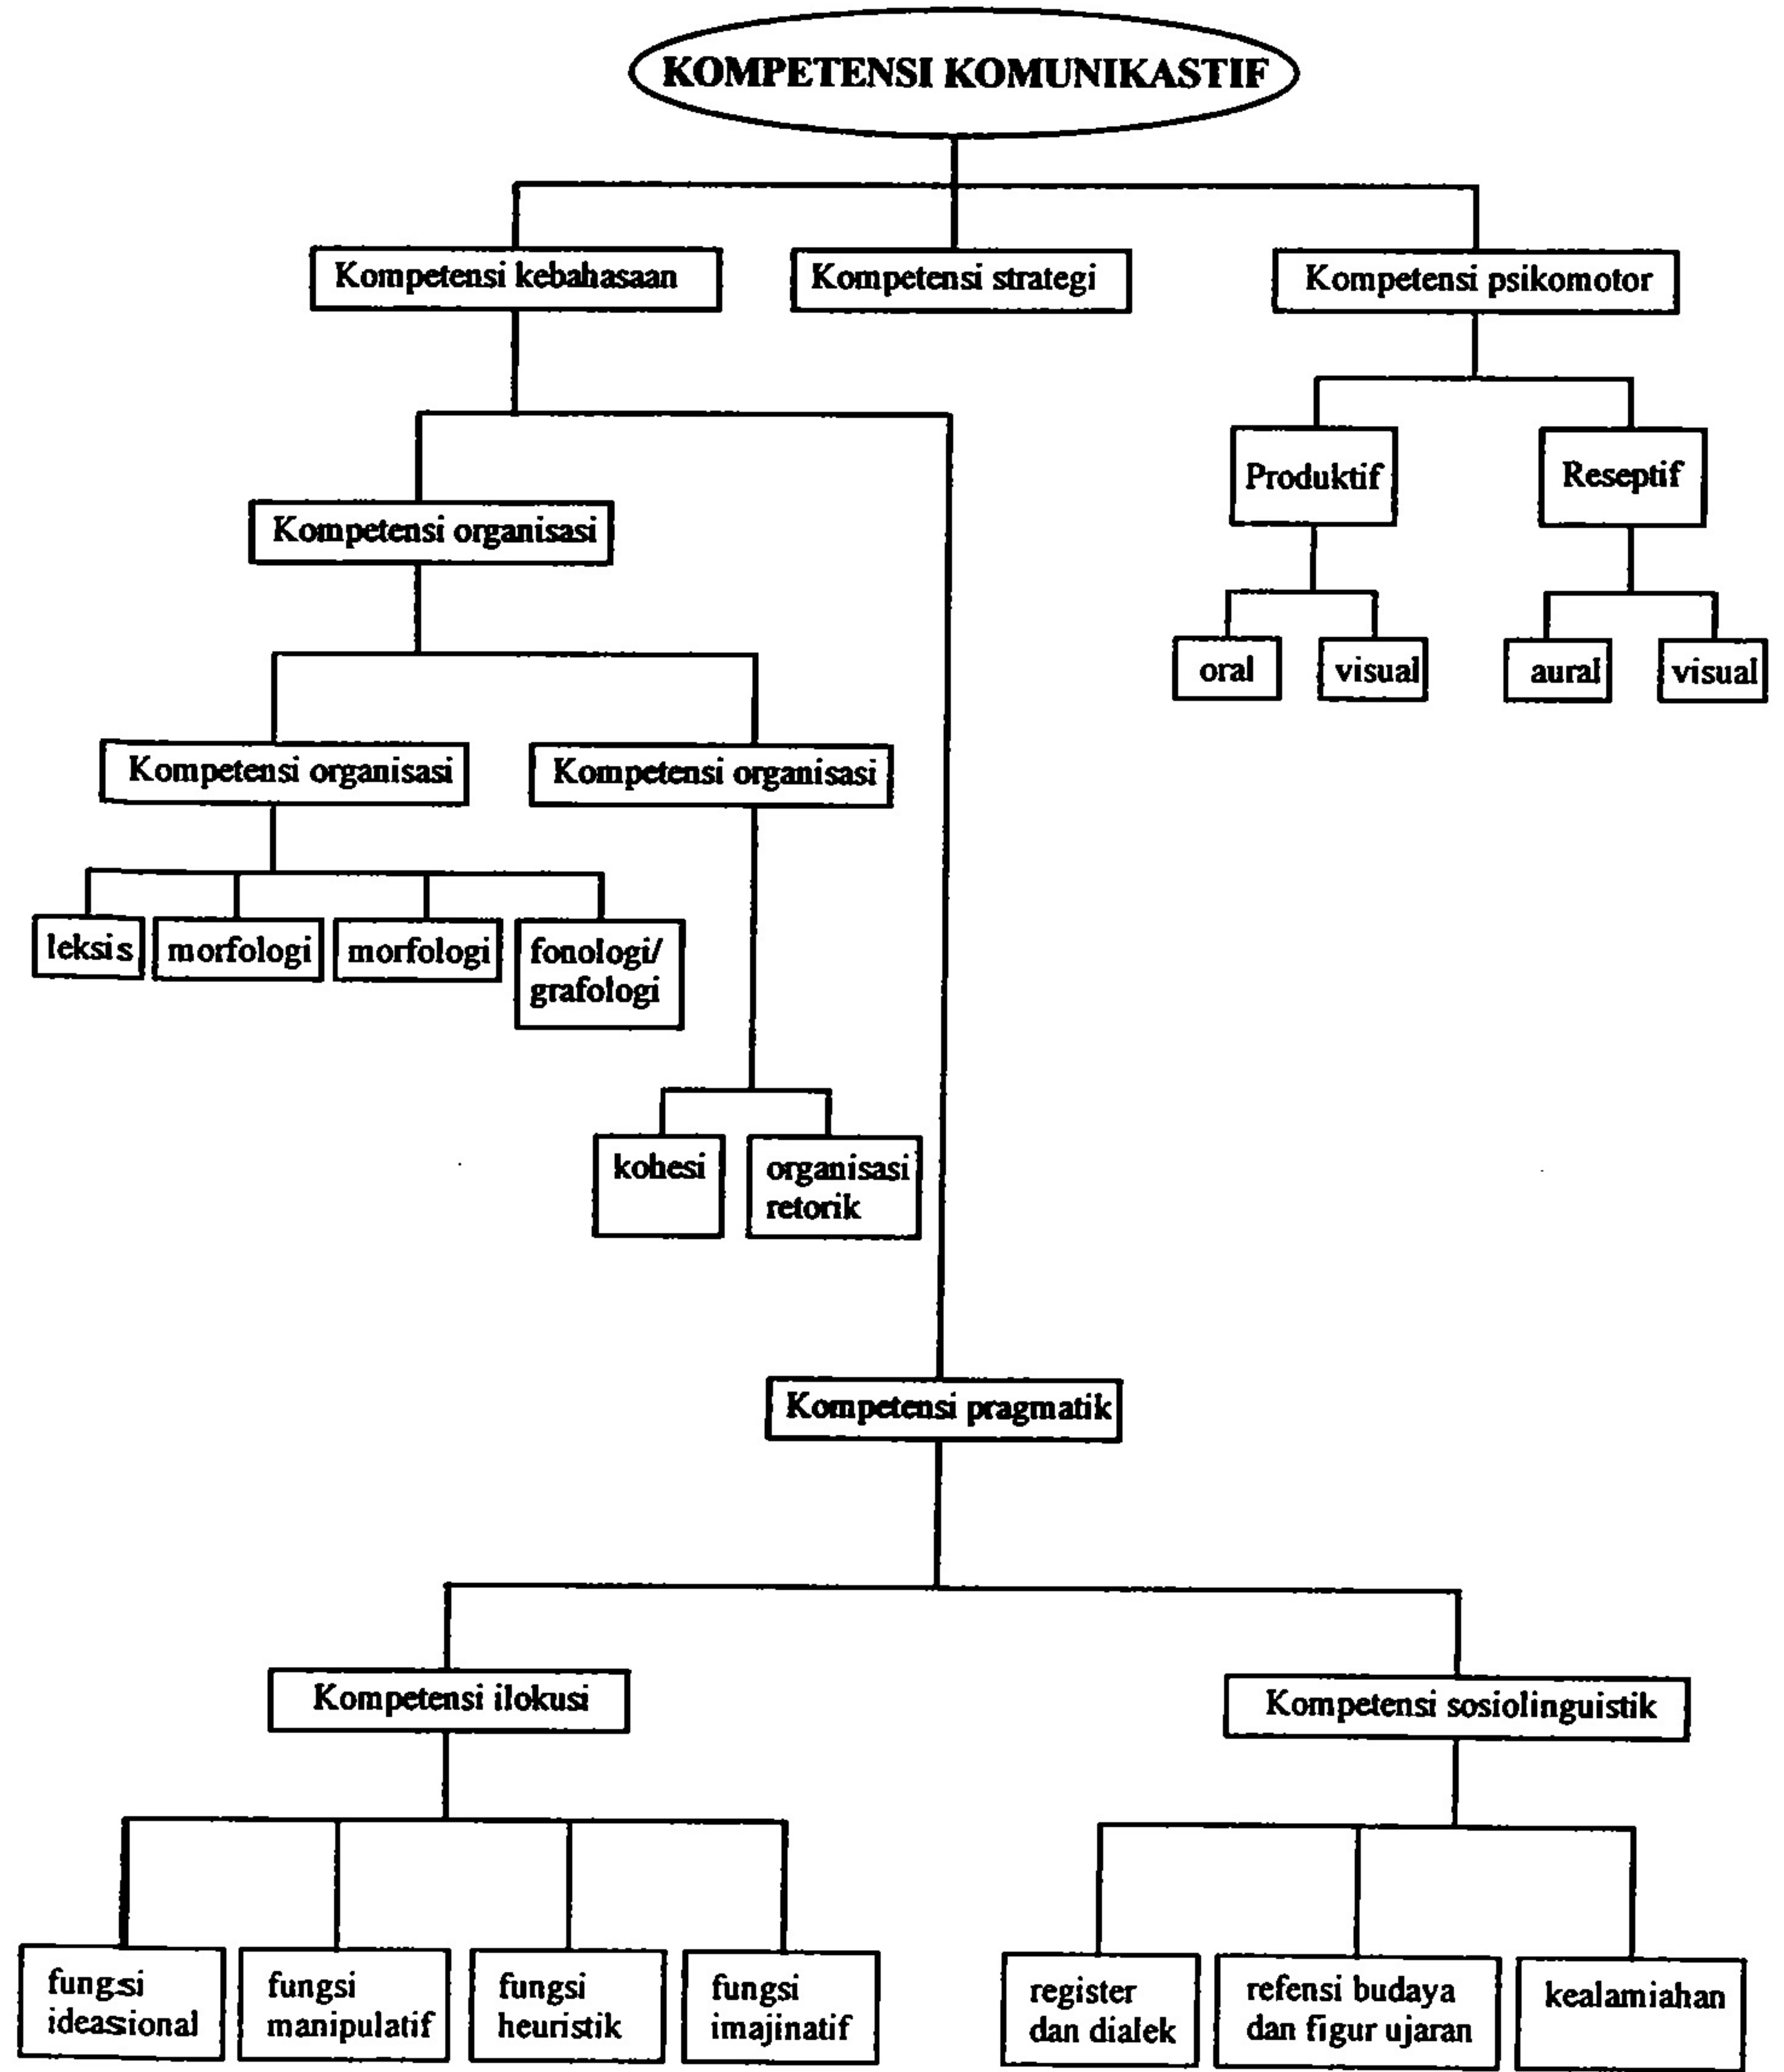 KOMPETENSI KOMUNIKASTIF
Kompetensi kebahasaan
Kompetensi strategi
Kompetensi psikomotor
Produktif
Reseptif
Kompetensi organisasi
oral
visual
aural
visual
Kompetensi organisasi
Kompetensi organisasi
leksis
morfologi
morfologi
fonologi/
grafologi
kohesi
organisasi
retorik
Kompetensi pragmatik
Kompetensi ilokusi
Kompetensi sosiolinguistik
fungsi
ideassional
fungsi
manipulatif
fungsi
heuristik
fungsi
imajinatif
register
dan dialek
refensi budaya
dan figur ujaran
kealamiahan